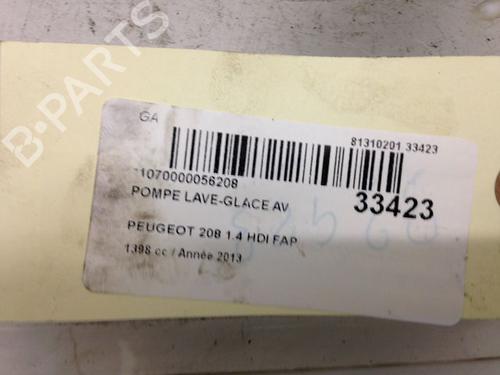 B-PARTS
GA
81310201 33423
11070000056208
POMPE LAVE-GLACE AV
33423
PEUGEOT 208 1.4 HDI FAP
1398 cc / Année 2013